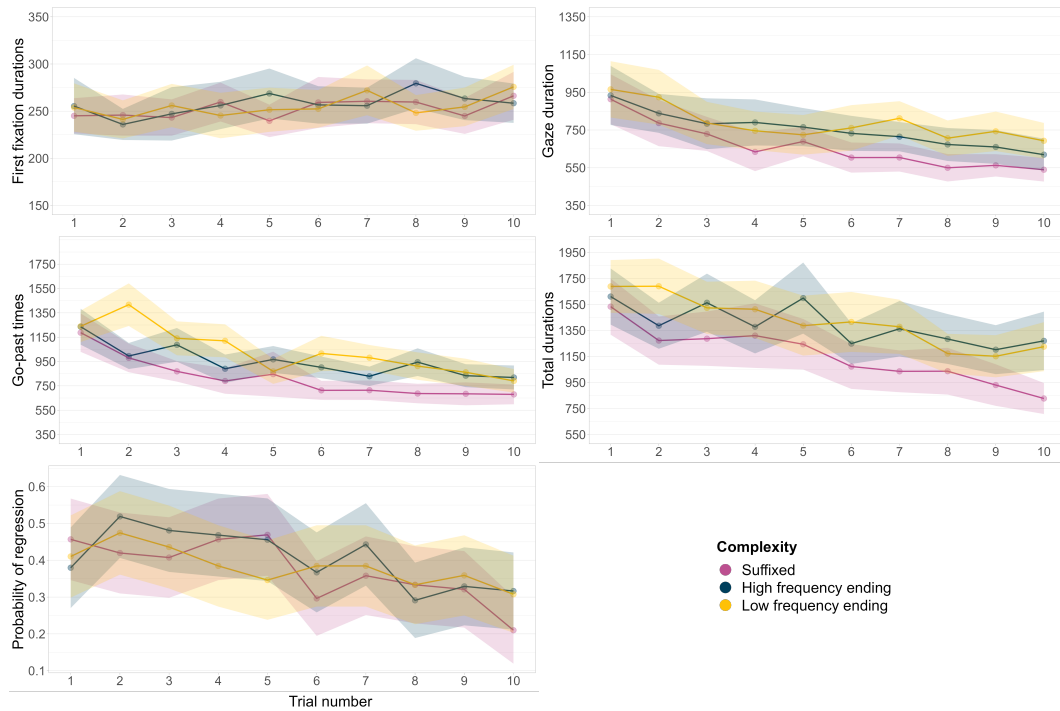 First fixation durations
350
300
250
200
150
1 2 3 4 5 6 7 8 9 10
Gaze duration
1350
1150
950
750
550
350
1 2 3 4 5 6 7 8 9 10
Go-past times
1750
1550
1350
1150
950
750
550
350
1 2 3 4 5 6 7 8 9 10
Total durations
1950
1750
1550
1350
1150
950
750
550
1 2 3 4 5 6 7 8 9 10
Probability of regression
0.6
0.5
0.4
0.3
0.2
0.1
1 2 3 4 5 6 7 8 9 10
Trial number
Complexity
Suffixed
High frequency ending
Low frequency ending